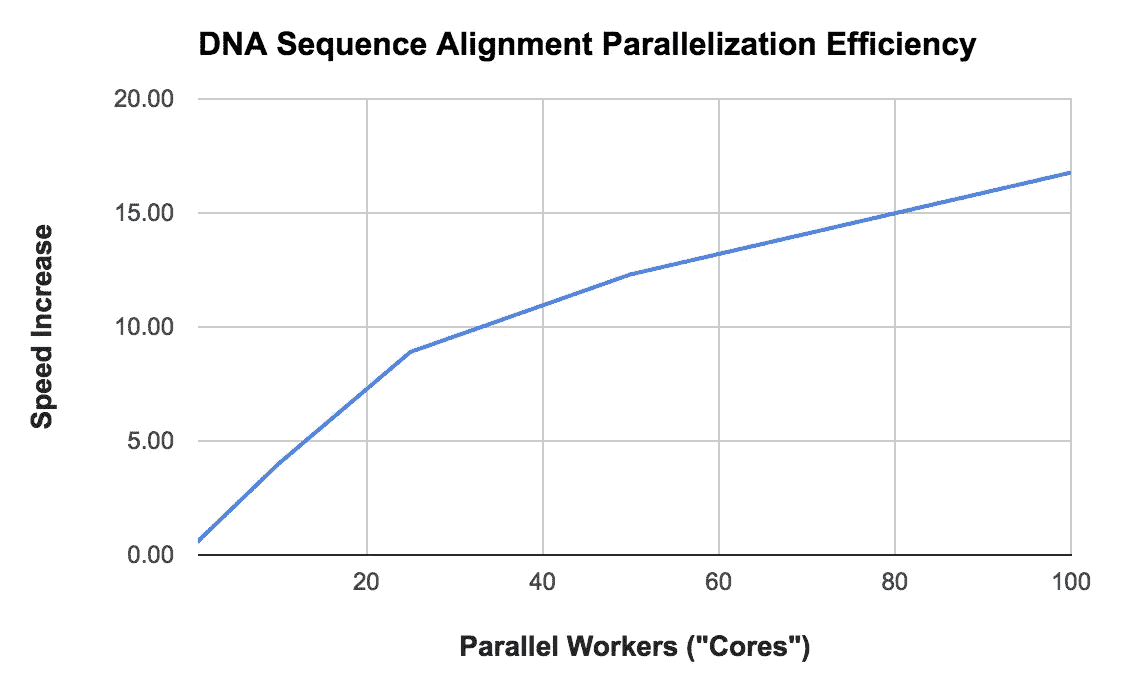 DNA Sequence Alignment Parallelization Efficiency
20.00
15.00
10.00
5.00
0.00
Speed Increase
20 40 60 80 100
Parallel Workers ("Cores")